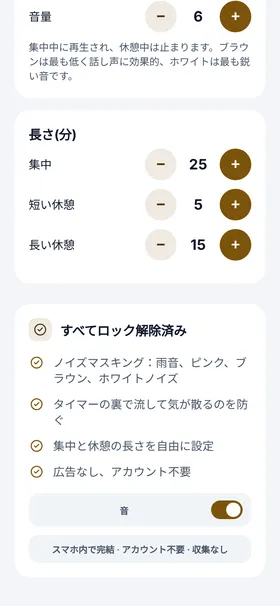 音量 − 6 +
集中中に再生され、休憩中は止まります。ブラウ
ンは最も低く話し声に効果的、ホワイトは最も鋭
い音です。
長さ(分)
集中 − 25 +
短い休憩 − 5 +
長い休憩 − 15 +
すべてロック解除済み
ノイズマスキング：雨音、ピンク、ブ
ラウン、ホワイトノイズ
タイマーの裏で流して気が散るのを防
ぐ
集中と休憩の長さを自由に設定
広告なし、アカウント不要
音
スマホ内で完結 · アカウント不要 · 収集なし